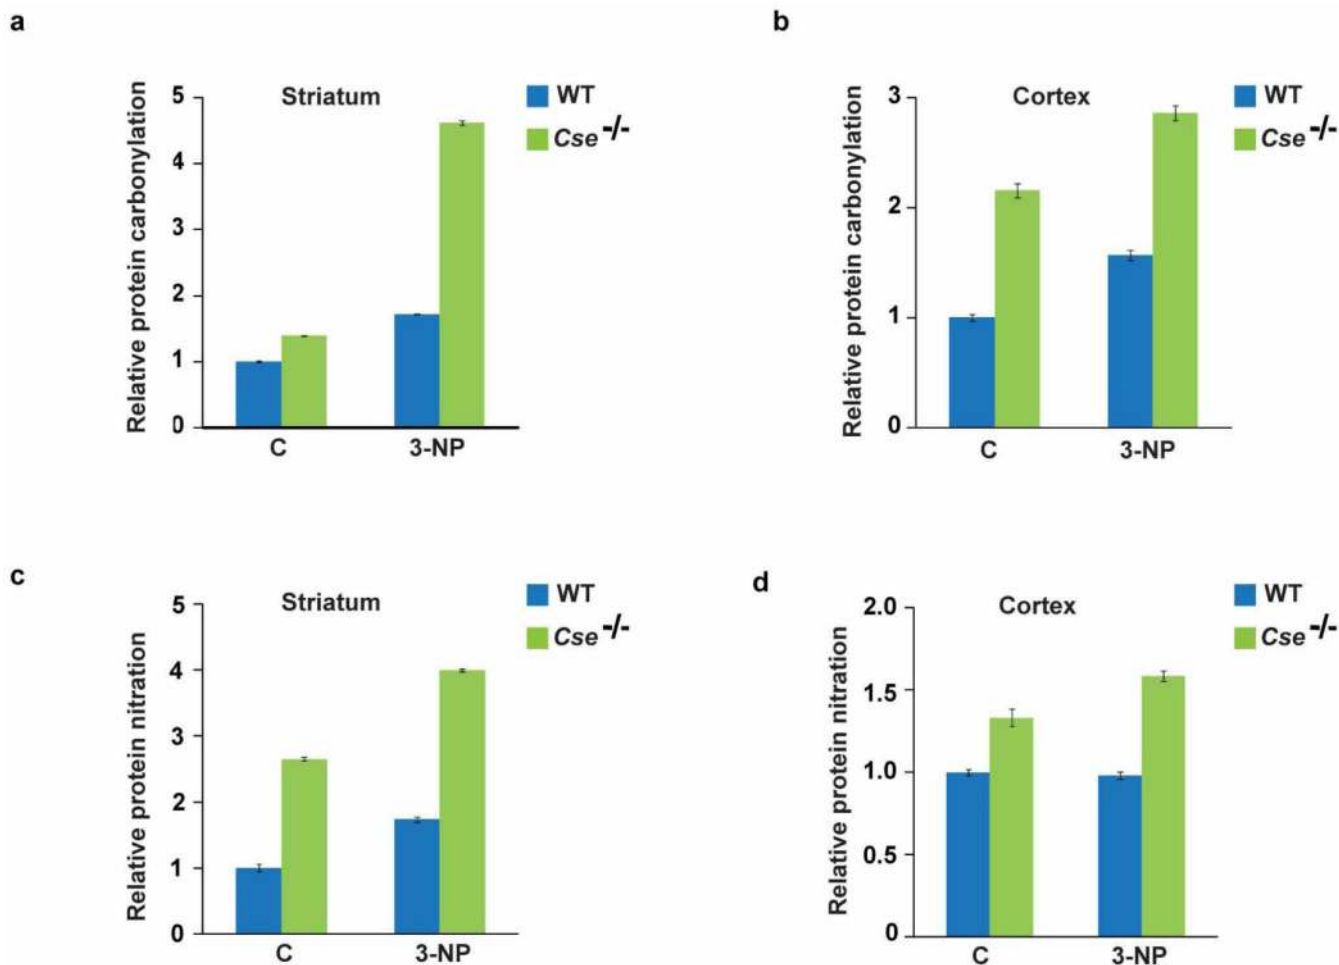 a
Striatum
WT
Cse -/-
Relative protein carbonylation
5
4
3
2
1
0
C
3-NP
b
Cortex
WT
Cse -/-
Relative protein carbonylation
3
2
1
0
C
3-NP
c
Striatum
WT
Cse -/-
Relative protein nitration
5
4
3
2
1
0
C
3-NP
d
Cortex
WT
Cse -/-
Relative protein nitration
2.0
1.5
1.0
0.5
0
C
3-NP